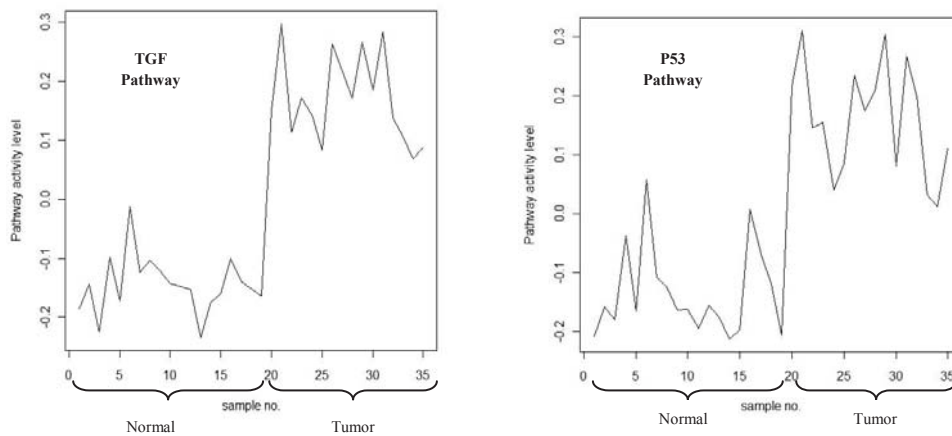 TGF
Pathway
Pathway activity level
0.3
0.2
0.1
0.0
-0.1
-0.2
0 5 10 15 20 25 30 35
sample no.
Normal Tumor
P53
Pathway
Pathway activity level
0.3
0.2
0.1
0.0
-0.1
-0.2
0 5 10 15 20 25 30 35
sample no.
Normal Tumor